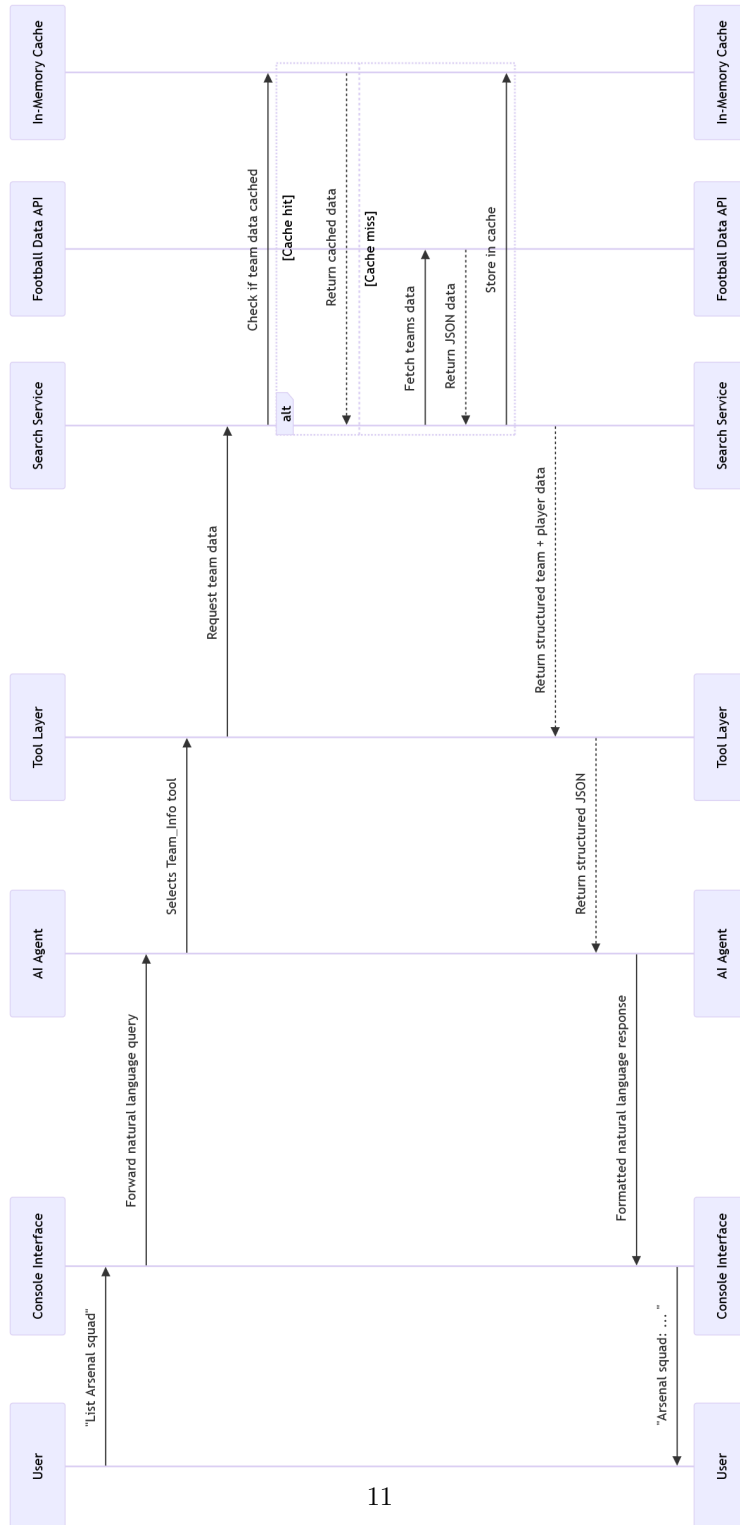 User
Console Interface
AI Agent
Tool Layer
Search Service
Football Data API
In-Memory Cache
"List Arsenal squad"
Forward natural language query
Selects Team_Info tool
Request team data
Check if team data cached
alt
[Cache hit]
Return cached data
[Cache miss]
Fetch teams data
Return JSON data
Store in cache
Return structured team + player data
Return structured JSON
Formatted natural language response
"Arsenal squad: ... "
User
Console Interface
AI Agent
Tool Layer
Search Service
Football Data API
In-Memory Cache
11